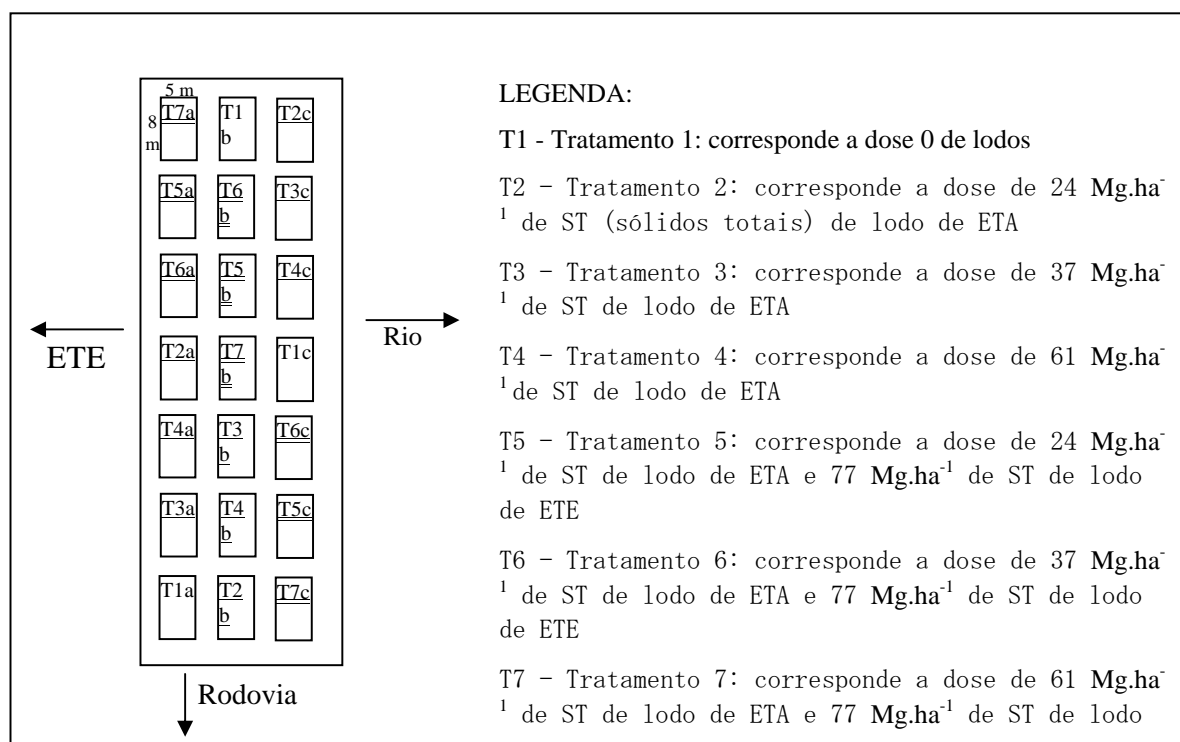 5 m
8
m
T7a T1 T2c
b
T5a T6 T3c
b
T6a T5 T4c
b
T2a T7 T1c
b
T4a T3 T6c
b
T3a T4 T5c
b
T1a T2 T7c
b
ETE
Rio
Rodovia
LEGENDA:
T1 - Tratamento 1: corresponde a dose 0 de lodos
T2 – Tratamento 2: corresponde a dose de 24 Mg.ha-
1 de ST (sólidos totais) de lodo de ETA
T3 – Tratamento 3: corresponde a dose de 37 Mg.ha-
1 de ST de lodo de ETA
T4 – Tratamento 4: corresponde a dose de 61 Mg.ha-
1 de ST de lodo de ETA
T5 – Tratamento 5: corresponde a dose de 24 Mg.ha-
1 de ST de lodo de ETA e 77 Mg.ha-1 de ST de lodo
de ETE
T6 – Tratamento 6: corresponde a dose de 37 Mg.ha-
1 de ST de lodo de ETA e 77 Mg.ha-1 de ST de lodo
de ETE
T7 – Tratamento 7: corresponde a dose de 61 Mg.ha-
1 de ST de lodo de ETA e 77 Mg.ha-1 de ST de lodo